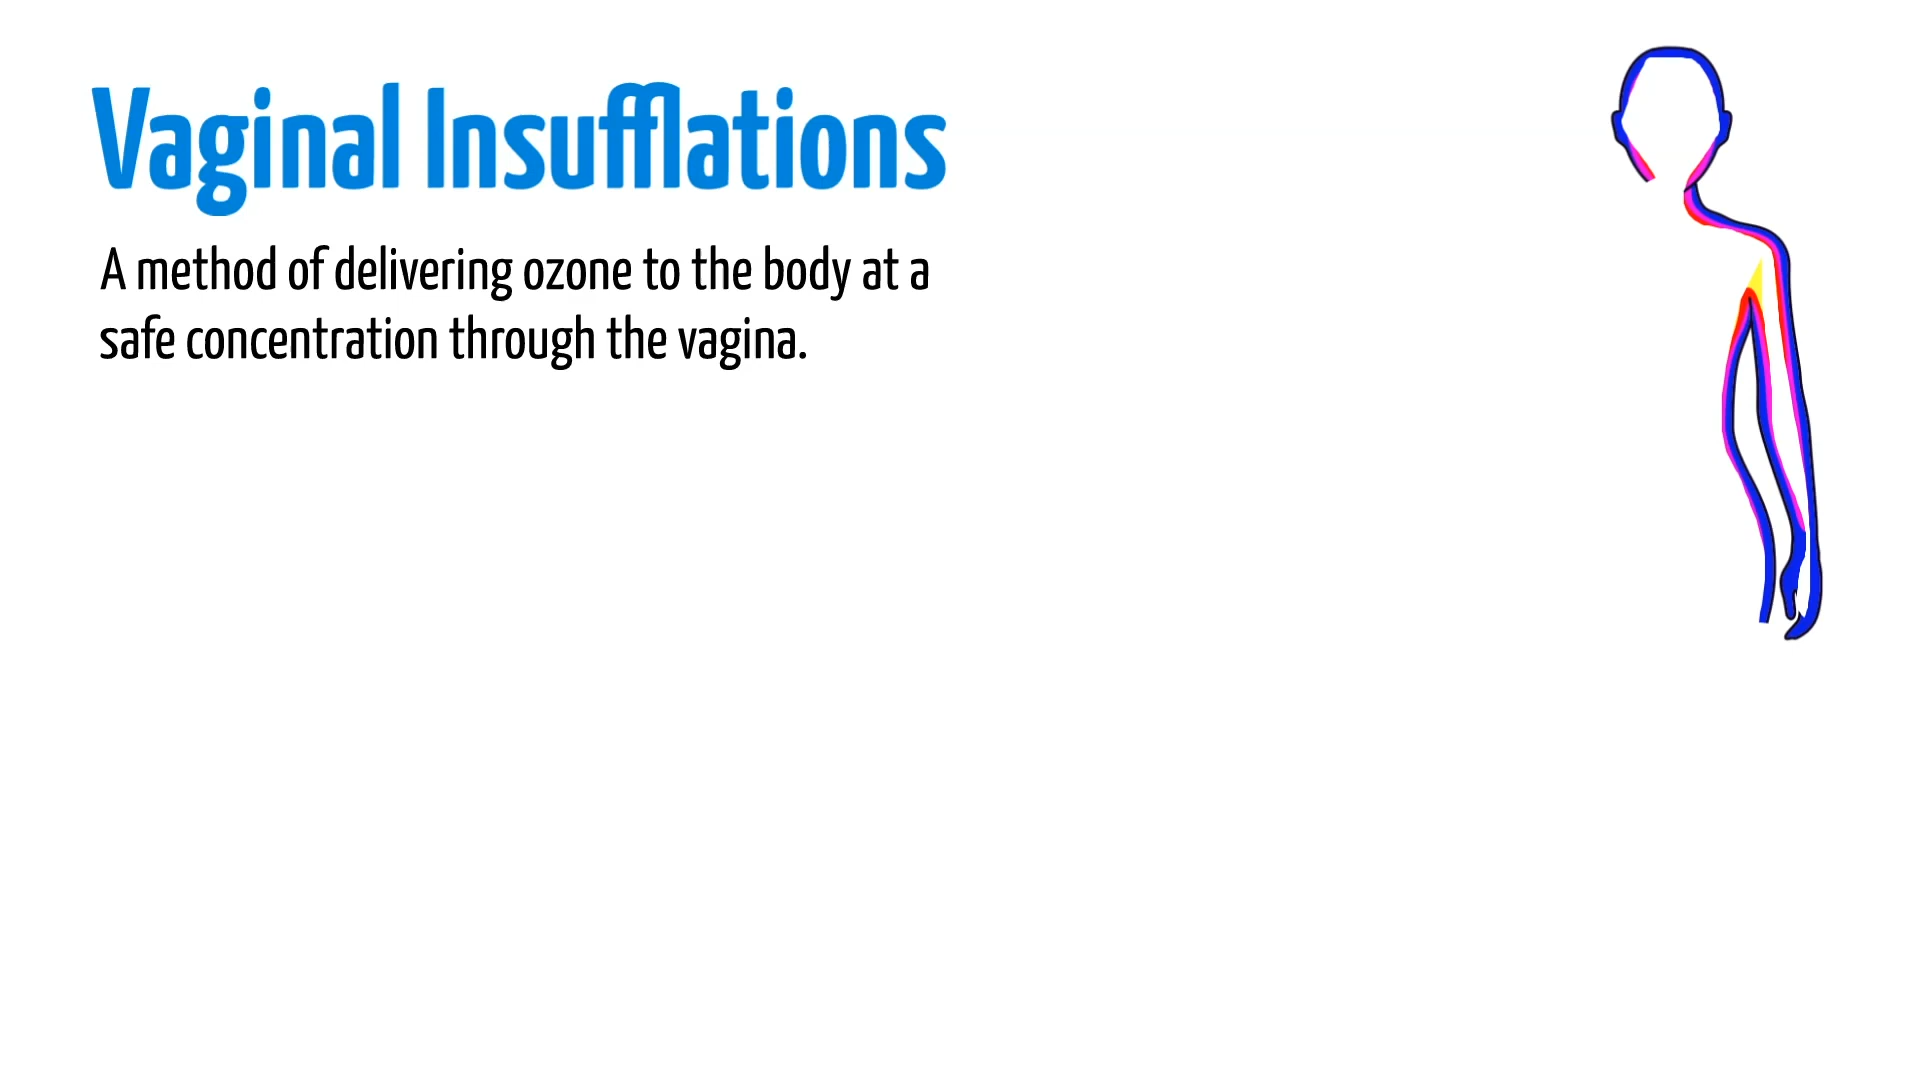 Vaginal Insufflations
A method of delivering ozone to the body at a
safe concentration through the vagina.